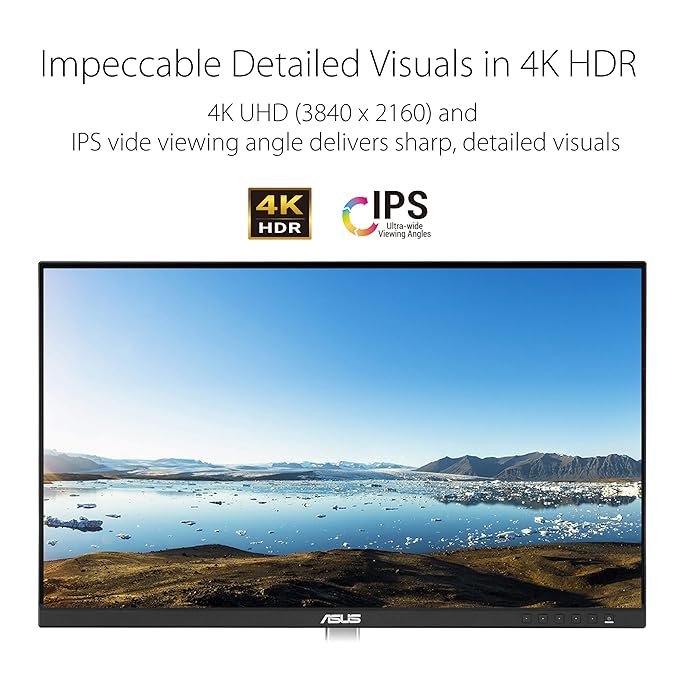 Impeccable Detailed Visuals in 4K HDR
4K UHD (3840 x 2160) and
IPS vide viewing angle delivers sharp, detailed visuals
4K
HDR
IPS
Ultra-wide
Viewing Angles
ASUS